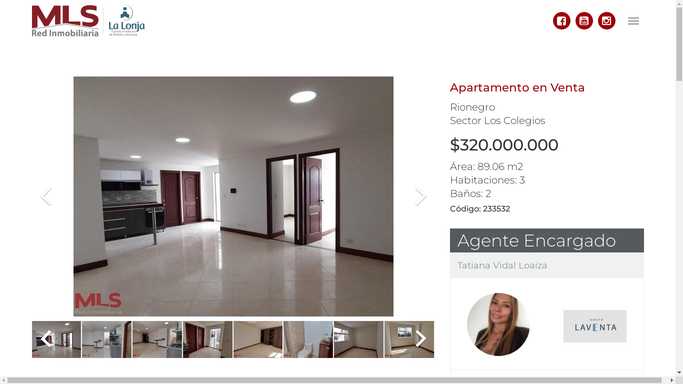 MLS
Red Inmobiliaria
La Lonja
Apartamento en Venta
Rionegro
Sector Los Colegios
$320.000.000
Área: 89.06 m2
Habitaciones: 3
Baños: 2
Código: 233532
Agente Encargado
Tatiana Vidal Loaiza
LAVENTA
MLS